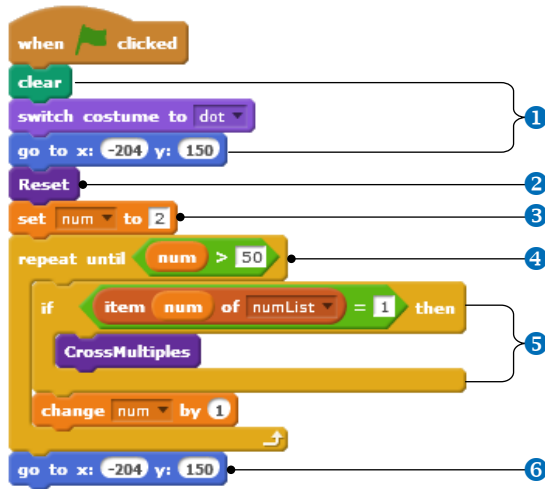 when clicked
clear
switch costume to dot
1
go to x: -204 y: 150
Reset 2
set num to 2 3
repeat until num > 50 4
if item num of numList = 1 then
5
CrossMultiples
change num by 1
go to x: -204 y: 150 6